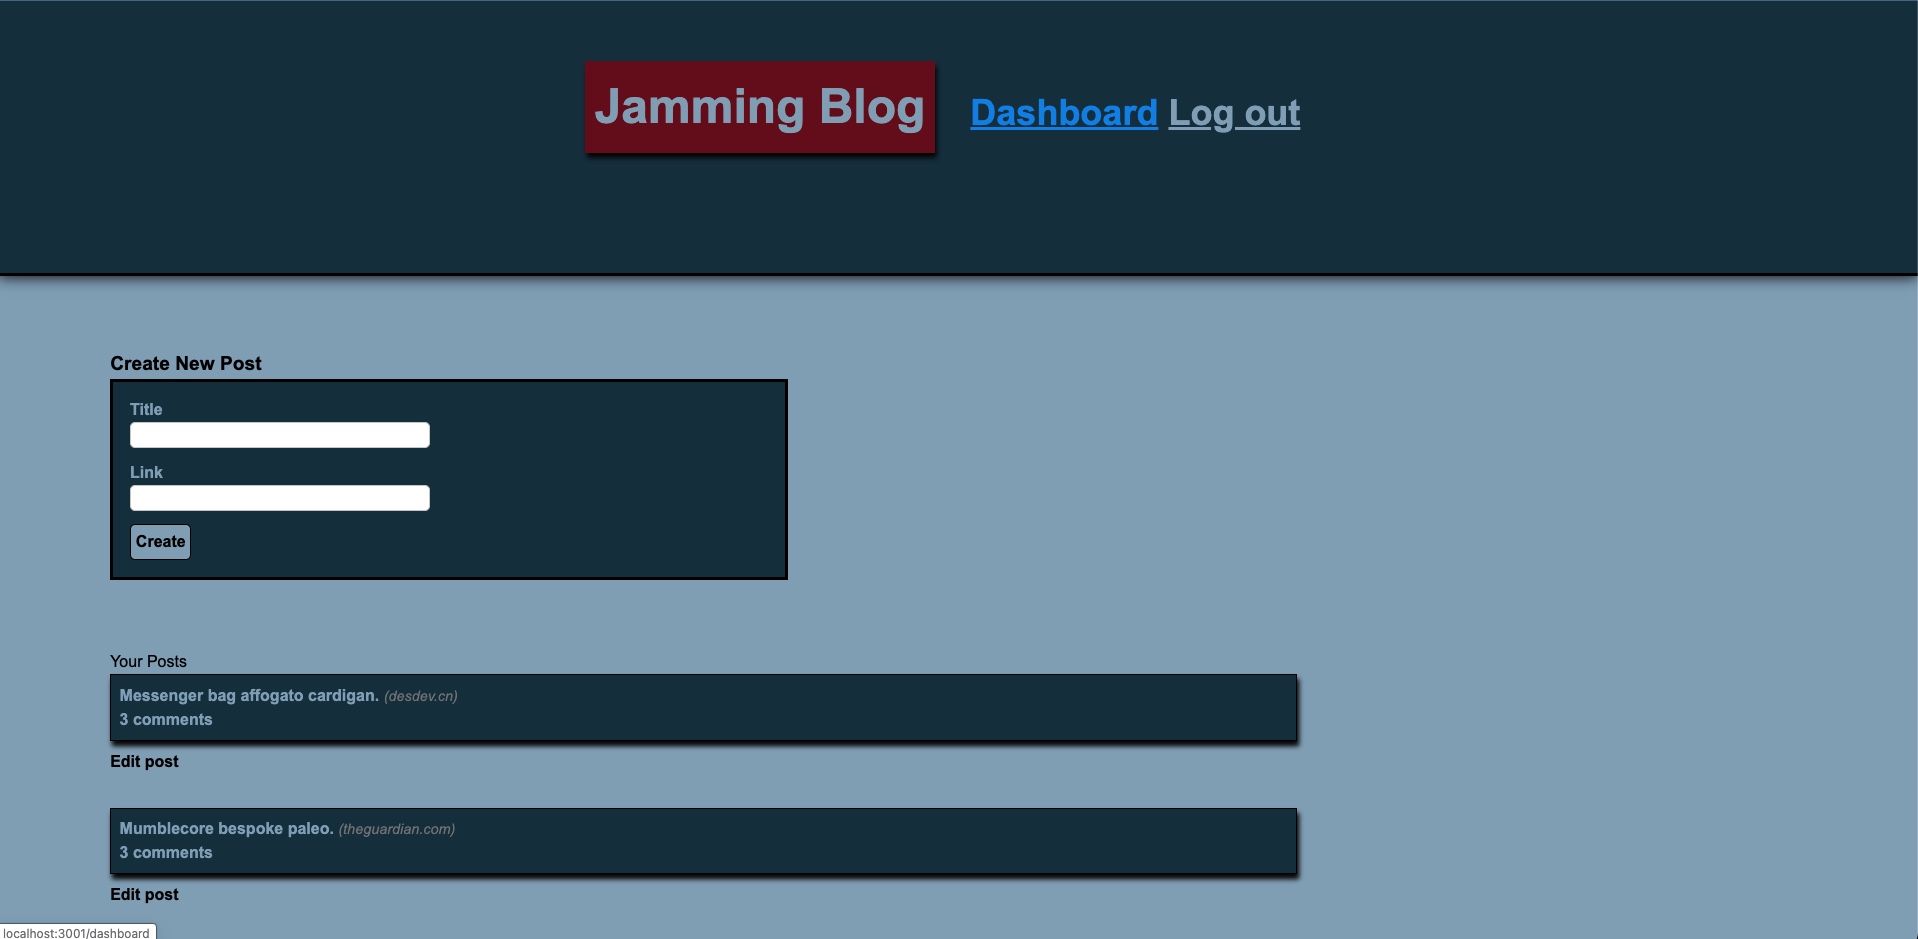 Jamming Blog
Dashboard Log out
Create New Post
Title
Link
Create
Your Posts
Messenger bag affogato cardigan. (desdev.cn)
3 comments
Edit post
Mumblecore bespoke paleo. (theguardian.com)
3 comments
Edit post
localhost:3001/dashboard